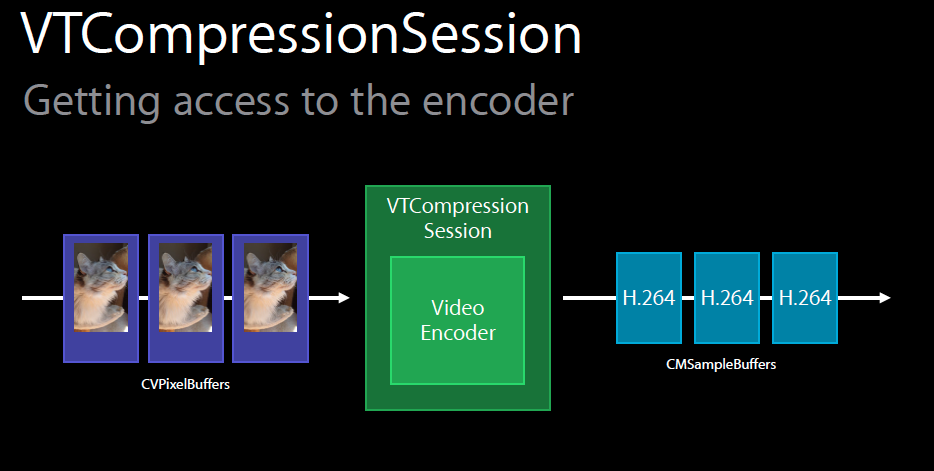 VTCompressionSession
Getting access to the encoder
VTCompression
Session
Video
Encoder
H.264
H.264
H.264
CVPixelBuffers
CMSampleBuffers